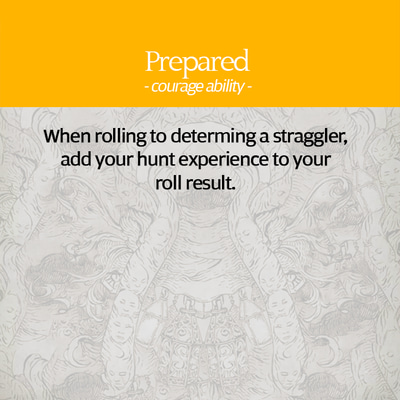 Prepared
- courage ability -
When rolling to determing a straggler,
add your hunt experience to your
roll result.